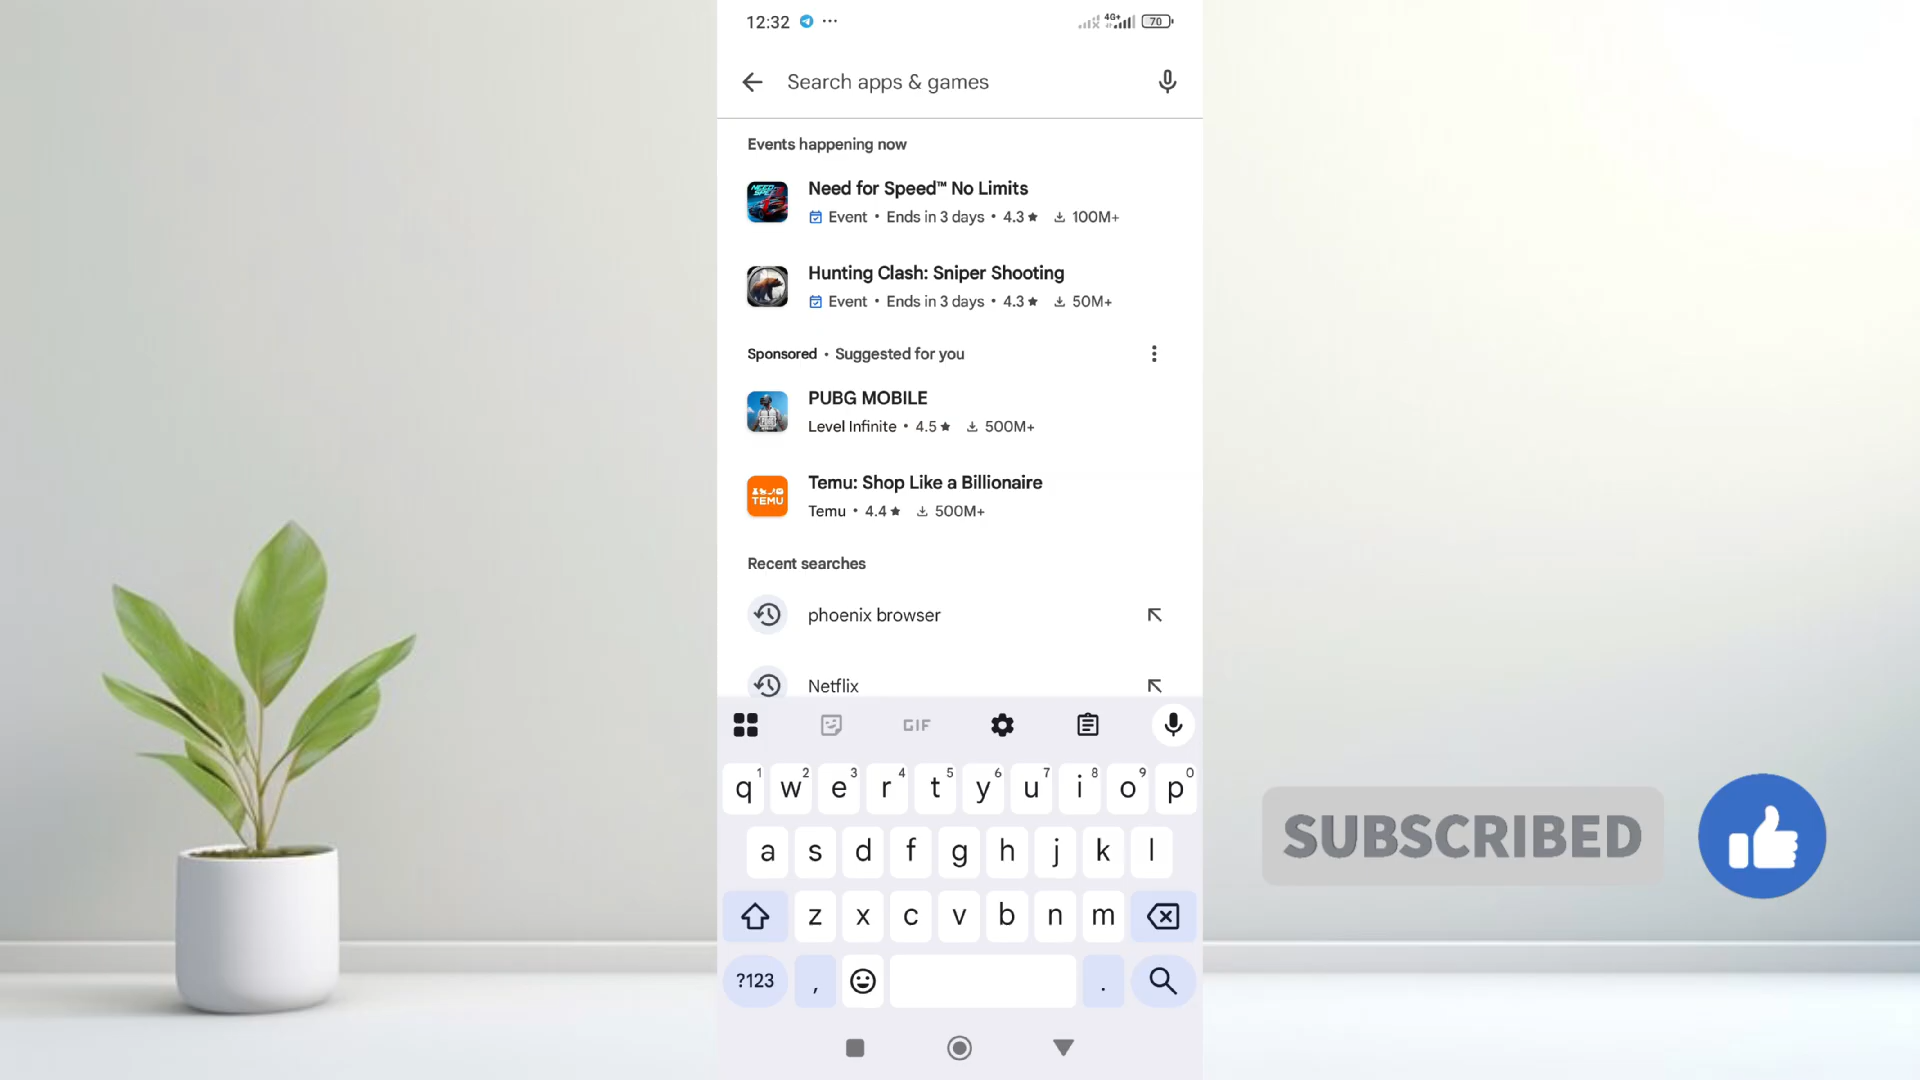 12:32 ... 4G+ 70
Search apps & games
Events happening now
Need for Speed™ No Limits
Event • Ends in 3 days • 4.3★ 100M+
Hunting Clash: Sniper Shooting
Event • Ends in 3 days • 4.3★ 50M+
Sponsored • Suggested for you
PUBG MOBILE
Level Infinite • 4.5★ 500M+
TEMU
Temu: Shop Like a Billionaire
Temu • 4.4★ 500M+
Recent searches
phoenix browser
Netflix
GIF
1 2 3 4 5 6 7 8 9 0
q w e r t y u i o p
a s d f g h j k l
z x c v b n m
?123 , .
SUBSCRIBED